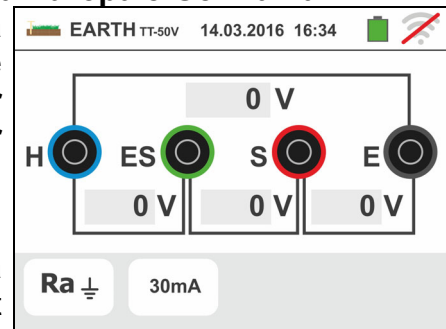 EARTH TT-50V 14.03.2016 16:34
0 V
H ES S E
0 V 0 V 0 V
Ra 30mA